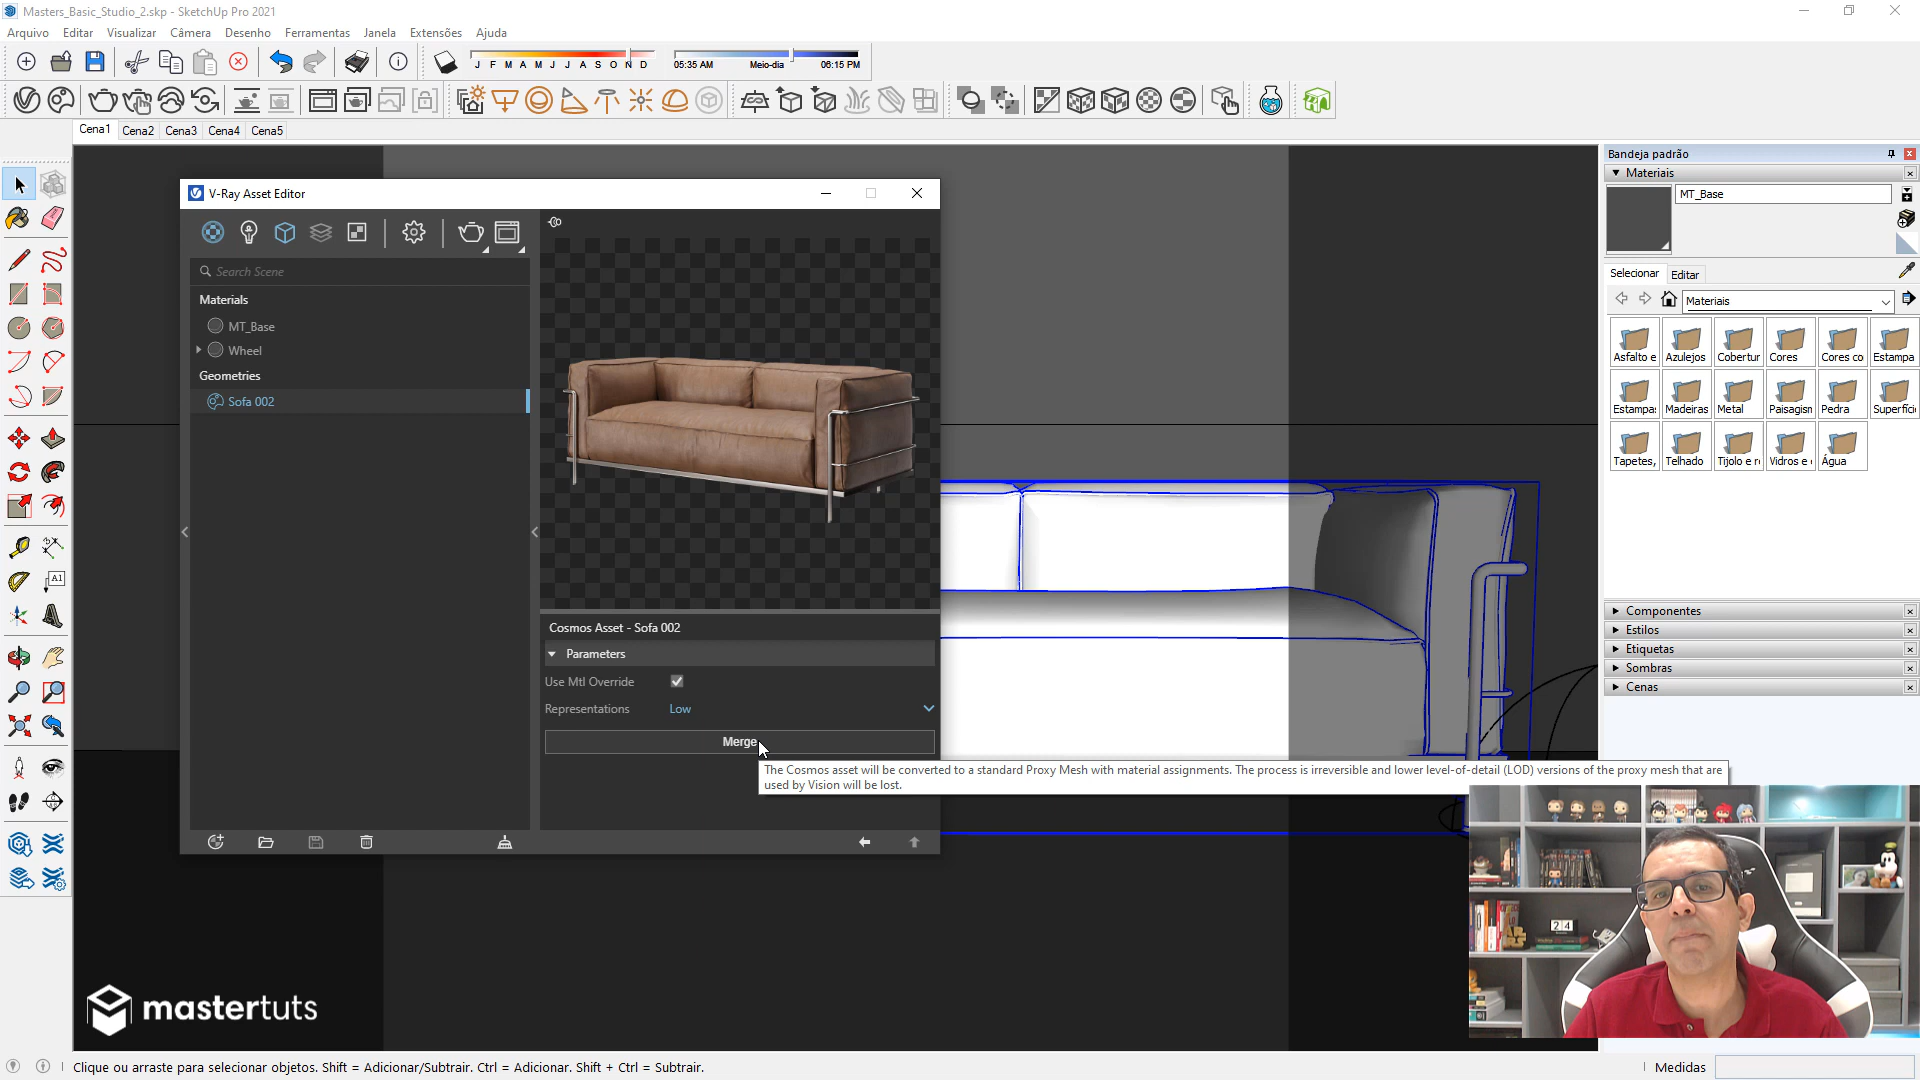 Masters_Basic_Studio_2.skp - SketchUp Pro 2021
Arquivo Editar Visualizar Câmera Desenho Ferramentas Janela Extensões Ajuda
J F M A M J J A S O N D
05:35 AM Meio-dia 06:15 PM
Cena1 Cena2 Cena3 Cena4 Cena5
V-Ray Asset Editor
Search Scene
Materials
MT_Base
Wheel
Geometries
Sofa 002
Cosmos Asset - Sofa 002
Parameters
Use Mtl Override
Representations Low
Merge
The Cosmos asset will be converted to a standard Proxy Mesh with material assignments. The process is irreversible and lower level-of-detail (LOD) versions of the proxy mesh that are
used by Vision will be lost.
A1
Bandeja padrão
Materiais
MT_Base
Selecionar Editar
Materiais
Asfalto e Azulejos Cobertur Cores Cores co Estampa
Estampas Madeiras Metal Paisagism Pedra Superfíci
Tapetes, Telhado Tijolo e r Vidros e Água
Componentes
Estilos
Etiquetas
Sombras
Cenas
24
mastertuts
Clique ou arraste para selecionar objetos. Shift = Adicionar/Subtrair. Ctrl = Adicionar. Shift + Ctrl = Subtrair.
Medidas